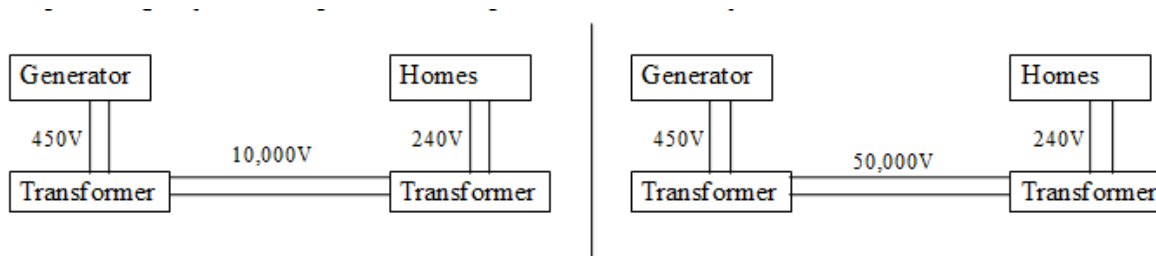 Generator
Homes
450V
10,000V
240V
Transformer
Transformer
Generator
Homes
450V
50,000V
240V
Transformer
Transformer